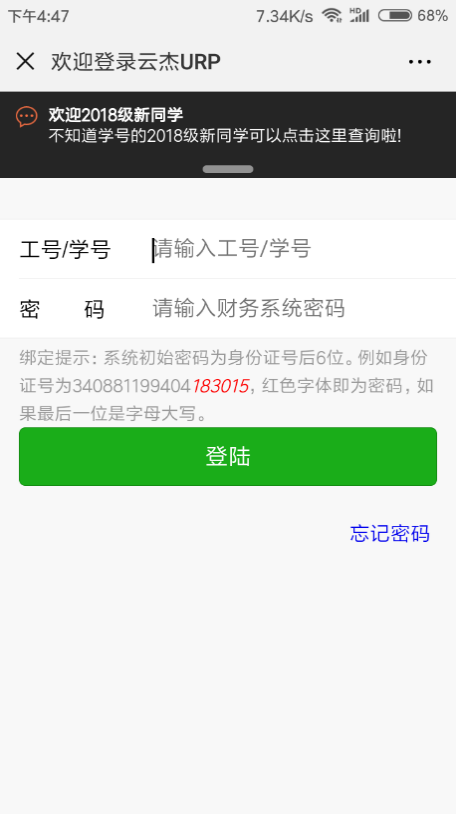 下午4:47 7.34K/s HD 68%
欢迎登录云杰URP
欢迎2018级新同学
不知道学号的2018级新同学可以点击这里查询啦!
工号/学号 请输入工号/学号
密 码 请输入财务系统密码
绑定提示：系统初始密码为身份证号后6位。例如身份
证号为340881199404183015，红色字体即为密码，如
果最后一位是字母大写。
登陆
忘记密码